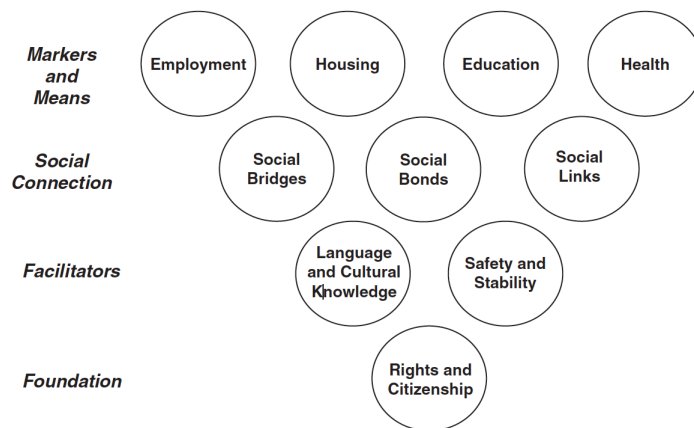 Markers
and
Means
Employment
Housing
Education
Health
Social
Connection
Social
Bridges
Social
Bonds
Social
Links
Facilitators
Language
and Cultural
Knowledge
Safety and
Stability
Foundation
Rights and
Citizenship